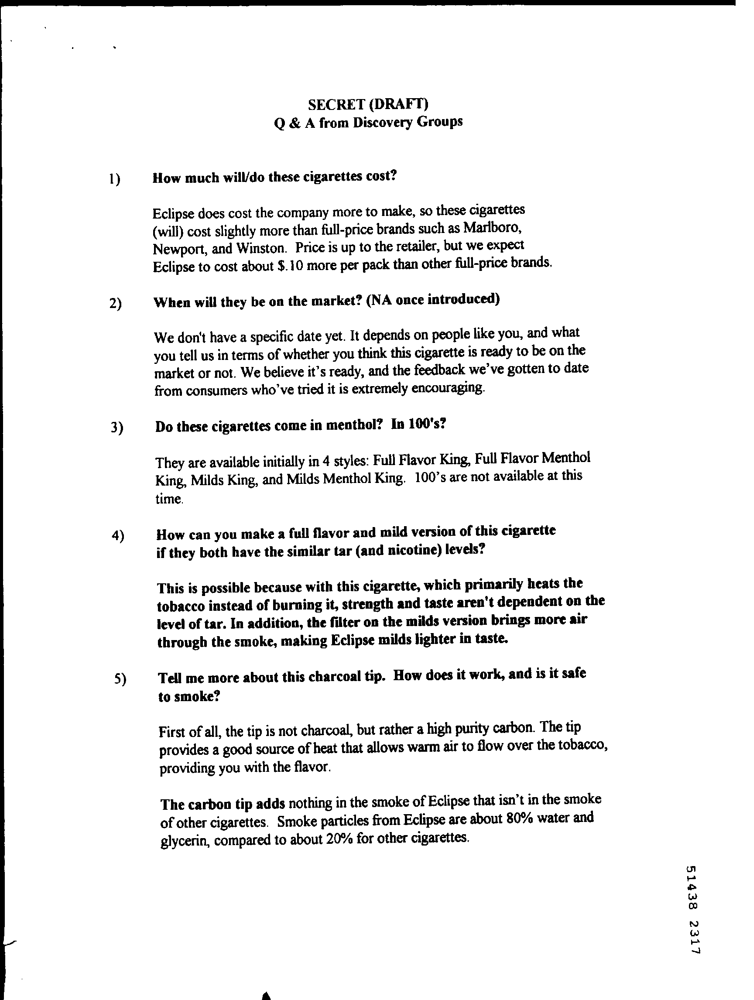 SECRET (DRAFT)
Q & A from Discovery Groups
1) How much will/do these cigarettes cost?
Eclipse does cost the company more to make, so these cigarettes
(will) cost slightly more than full-price brands such as Marlboro,
Newport, and Winston. Price is up to the retailer, but we expect
Eclipse to cost about $.10 more per pack than other full-price brands.
2) When will they be on the market? (NA once introduced)
We don't have a specific date yet. It depends on people like you, and what
you tell us in terms of whether you think this cigarette is ready to be on the
market or not. We believe it's ready, and the feedback we've gotten to date
from consumers who've tried it is extremely encouraging.
3) Do these cigarettes come in menthol? In 100's?
They are available initially in 4 styles: Full Flavor King, Full Flavor Menthol
King, Milds King, and Milds Menthol King. 100's are not available at this
time.
4) How can you make a full flavor and mild version of this cigarette
if they both have the similar tar (and nicotine) levels?
This is possible because with this cigarette, which primarily heats the
tobacco instead of burning it, strength and taste aren't dependent on the
level of tar. In addition, the filter on the milds version brings more air
through the smoke, making Eclipse milds lighter in taste.
5) Tell me more about this charcoal tip. How does it work, and is it safe
to smoke?
First of all, the tip is not charcoal, but rather a high purity carbon. The tip
provides a good source of heat that allows warm air to flow over the tobacco,
providing you with the flavor.
The carbon tip adds nothing in the smoke of Eclipse that isn't in the smoke
of other cigarettes. Smoke particles from Eclipse are about 80% water and
glycerin, compared to about 20% for other cigarettes.
51438 2317